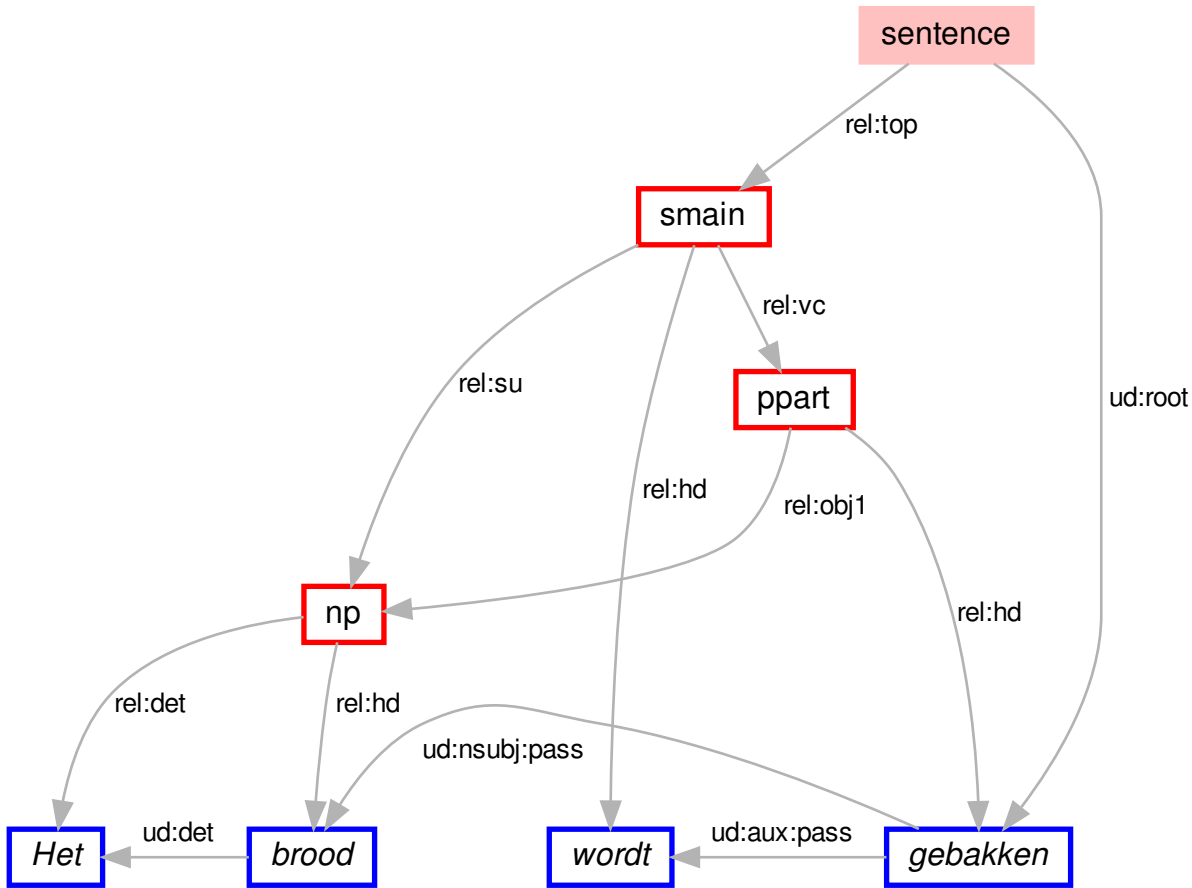 sentence
rel:top
smain
rel:vc
rel:su
ppart
ud:root
rel:hd
rel:obj1
np
rel:hd
rel:det
rel:hd
ud:nsubj:pass
Het
ud:det
brood
wordt
ud:aux:pass
gebakken